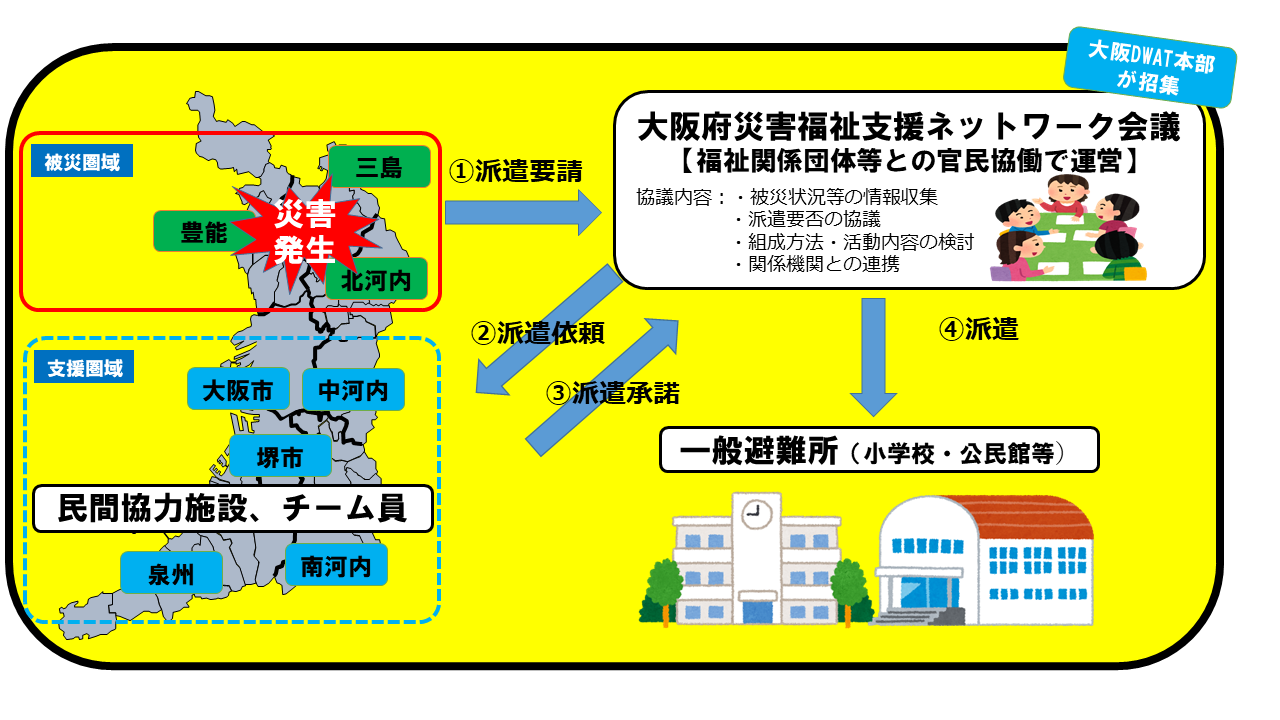 大阪DWAT本部
が招集
大阪府災害福祉支援ネットワーク会議
【福祉関係団体等との官民協働で運営】
協議内容：・被災状況等の情報収集
・派遣要否の協議
・組成方法・活動内容の検討
・関係機関との連携
被災圏域
三島
豊能
災害
発生
北河内
①派遣要請
②派遣依頼
③派遣承諾
④派遣
支援圏域
大阪市
中河内
堺市
民間協力施設、チーム員
泉州
南河内
一般避難所（小学校・公民館等）